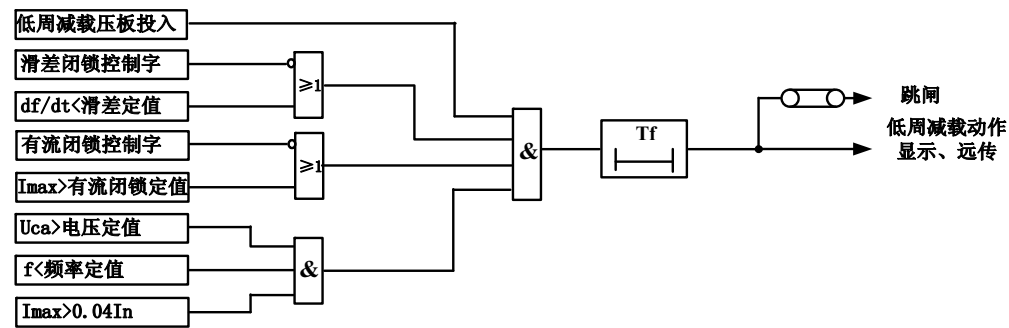 低周减载压板投入
滑差闭锁控制字
df/dt<滑差定值
有流闭锁控制字
Imax>有流闭锁定值
Uca>电压定值
f<频率定值
Imax>0.04In
≥1
≥1
&
&
Tf
跳闸
低周减载动作
显示、远传